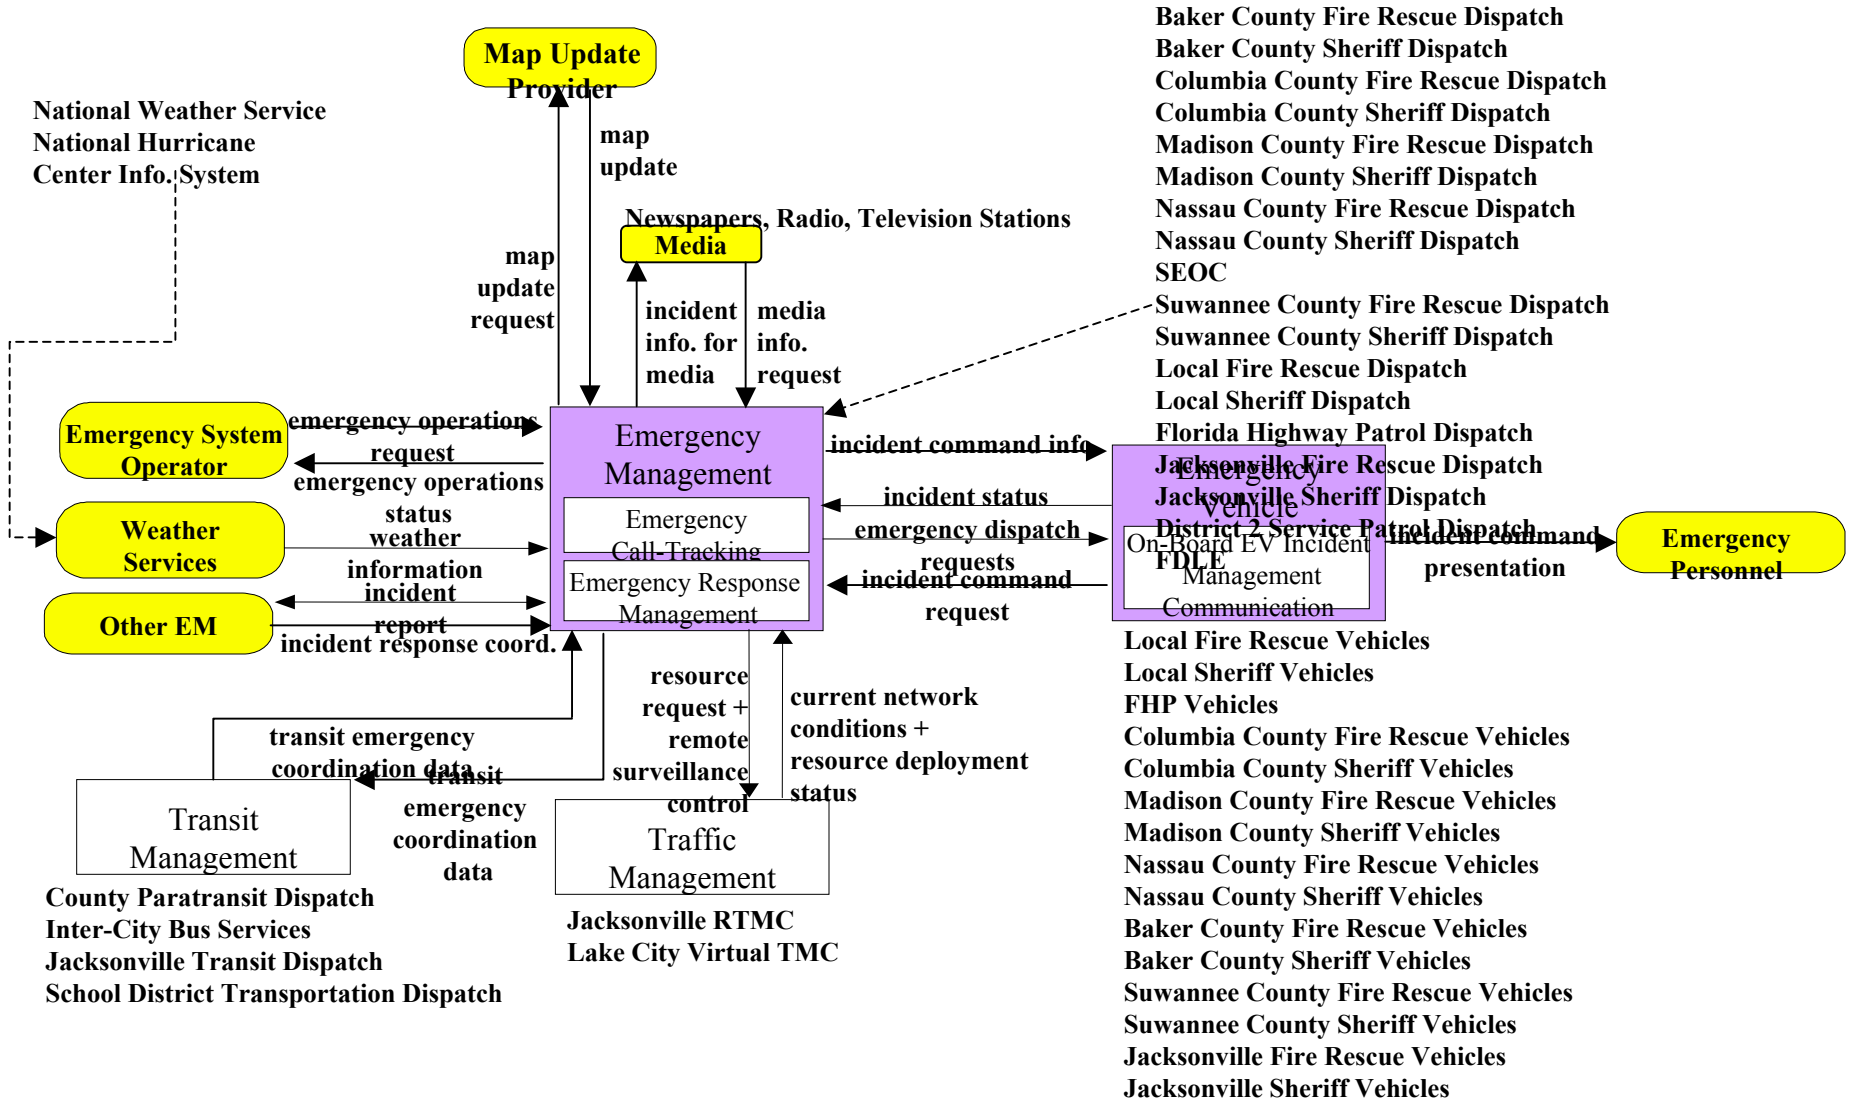 Baker County Fire Rescue Dispatch
Baker County Sheriff Dispatch
Columbia County Fire Rescue Dispatch
Columbia County Sheriff Dispatch
Madison County Fire Rescue Dispatch
Madison County Sheriff Dispatch
Nassau County Fire Rescue Dispatch
Nassau County Sheriff Dispatch
SEOC
Suwannee County Fire Rescue Dispatch
Suwannee County Sheriff Dispatch
Local Fire Rescue Dispatch
Local Sheriff Dispatch
Florida Highway Patrol Dispatch
Jacksonville Fire Rescue Dispatch
Jacksonville Sheriff Dispatch
District 2 Service Patrol Dispatch
FDLE
Map Update
Provider
National Weather Service
National Hurricane
Center Info. System
map
update
map
update
request
Newspapers, Radio, Television Stations
Media
incident
info. for
media
media
info.
request
Emergency System
Operator
emergency operations
request
emergency operations
status
Weather
Services
weather
information
Other EM
incident
report
incident response coord.
Emergency
Management
Emergency
Call-Tracking
Emergency Response
Management
incident command info
incident status
emergency dispatch
requests
incident command
request
Emergency
Vehicle
On-Board EV Incident
Management
Communication
incident command
presentation
Emergency
Personnel
transit emergency
coordination data
transit
emergency
coordination
data
resource
request +
remote
surveillance
control
current network
conditions +
resource deployment
status
Transit
Management
County Paratransit Dispatch
Inter-City Bus Services
Jacksonville Transit Dispatch
School District Transportation Dispatch
Traffic
Management
Jacksonville RTMC
Lake City Virtual TMC
Local Fire Rescue Vehicles
Local Sheriff Vehicles
FHP Vehicles
Columbia County Fire Rescue Vehicles
Columbia County Sheriff Vehicles
Madison County Fire Rescue Vehicles
Madison County Sheriff Vehicles
Nassau County Fire Rescue Vehicles
Nassau County Sheriff Vehicles
Baker County Fire Rescue Vehicles
Baker County Sheriff Vehicles
Suwannee County Fire Rescue Vehicles
Suwannee County Sheriff Vehicles
Jacksonville Fire Rescue Vehicles
Jacksonville Sheriff Vehicles